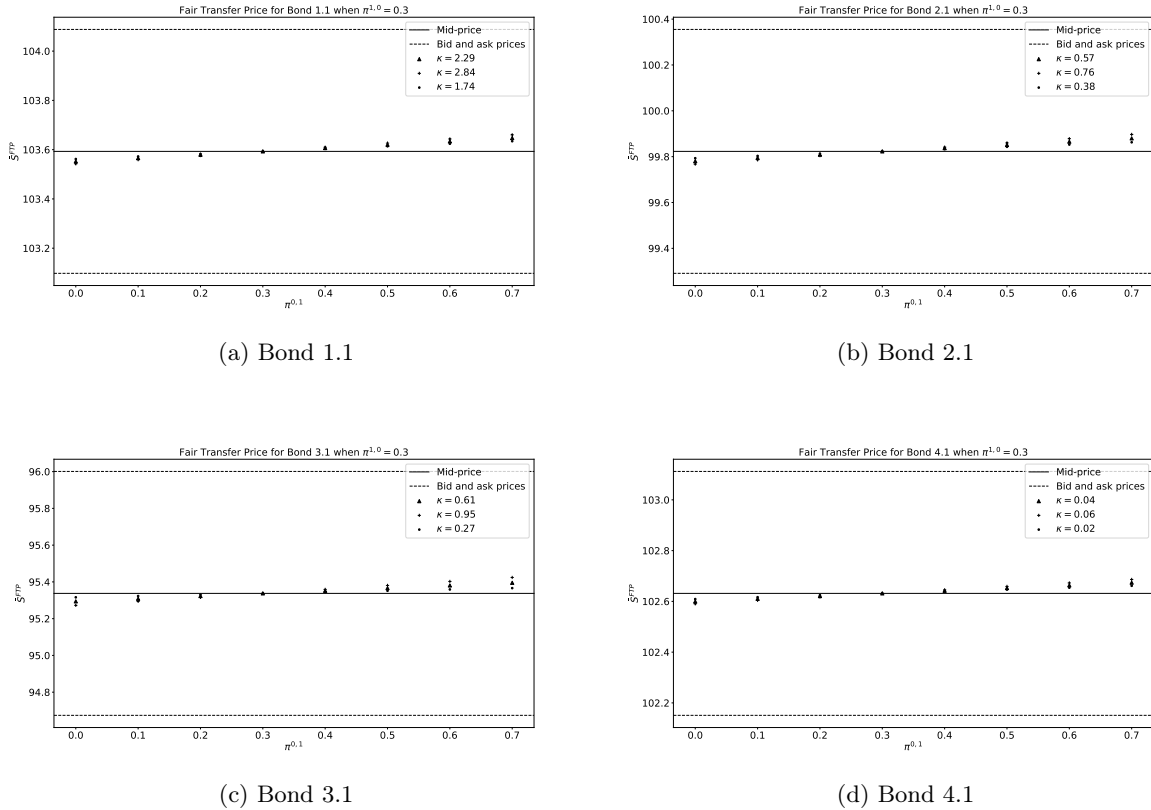 Fair Transfer Price for Bond 1.1 when π^{1,0} = 0.3
Mid-price
Bid and ask prices
κ = 2.29
κ = 2.84
κ = 1.74
104.0
103.8
103.6
103.4
103.2
S̄^{FTP}
0.0 0.1 0.2 0.3 0.4 0.5 0.6 0.7
π^{0,1}
(a) Bond 1.1
Fair Transfer Price for Bond 2.1 when π^{1,0} = 0.3
Mid-price
Bid and ask prices
κ = 0.57
κ = 0.76
κ = 0.38
100.4
100.2
100.0
99.8
99.6
99.4
S̄^{FTP}
0.0 0.1 0.2 0.3 0.4 0.5 0.6 0.7
π^{0,1}
(b) Bond 2.1
Fair Transfer Price for Bond 3.1 when π^{1,0} = 0.3
Mid-price
Bid and ask prices
κ = 0.61
κ = 0.95
κ = 0.27
96.0
95.8
95.6
95.4
95.2
95.0
94.8
S̄^{FTP}
0.0 0.1 0.2 0.3 0.4 0.5 0.6 0.7
π^{0,1}
(c) Bond 3.1
Fair Transfer Price for Bond 4.1 when π^{1,0} = 0.3
Mid-price
Bid and ask prices
κ = 0.04
κ = 0.06
κ = 0.02
103.0
102.8
102.6
102.4
102.2
S̄^{FTP}
0.0 0.1 0.2 0.3 0.4 0.5 0.6 0.7
π^{0,1}
(d) Bond 4.1